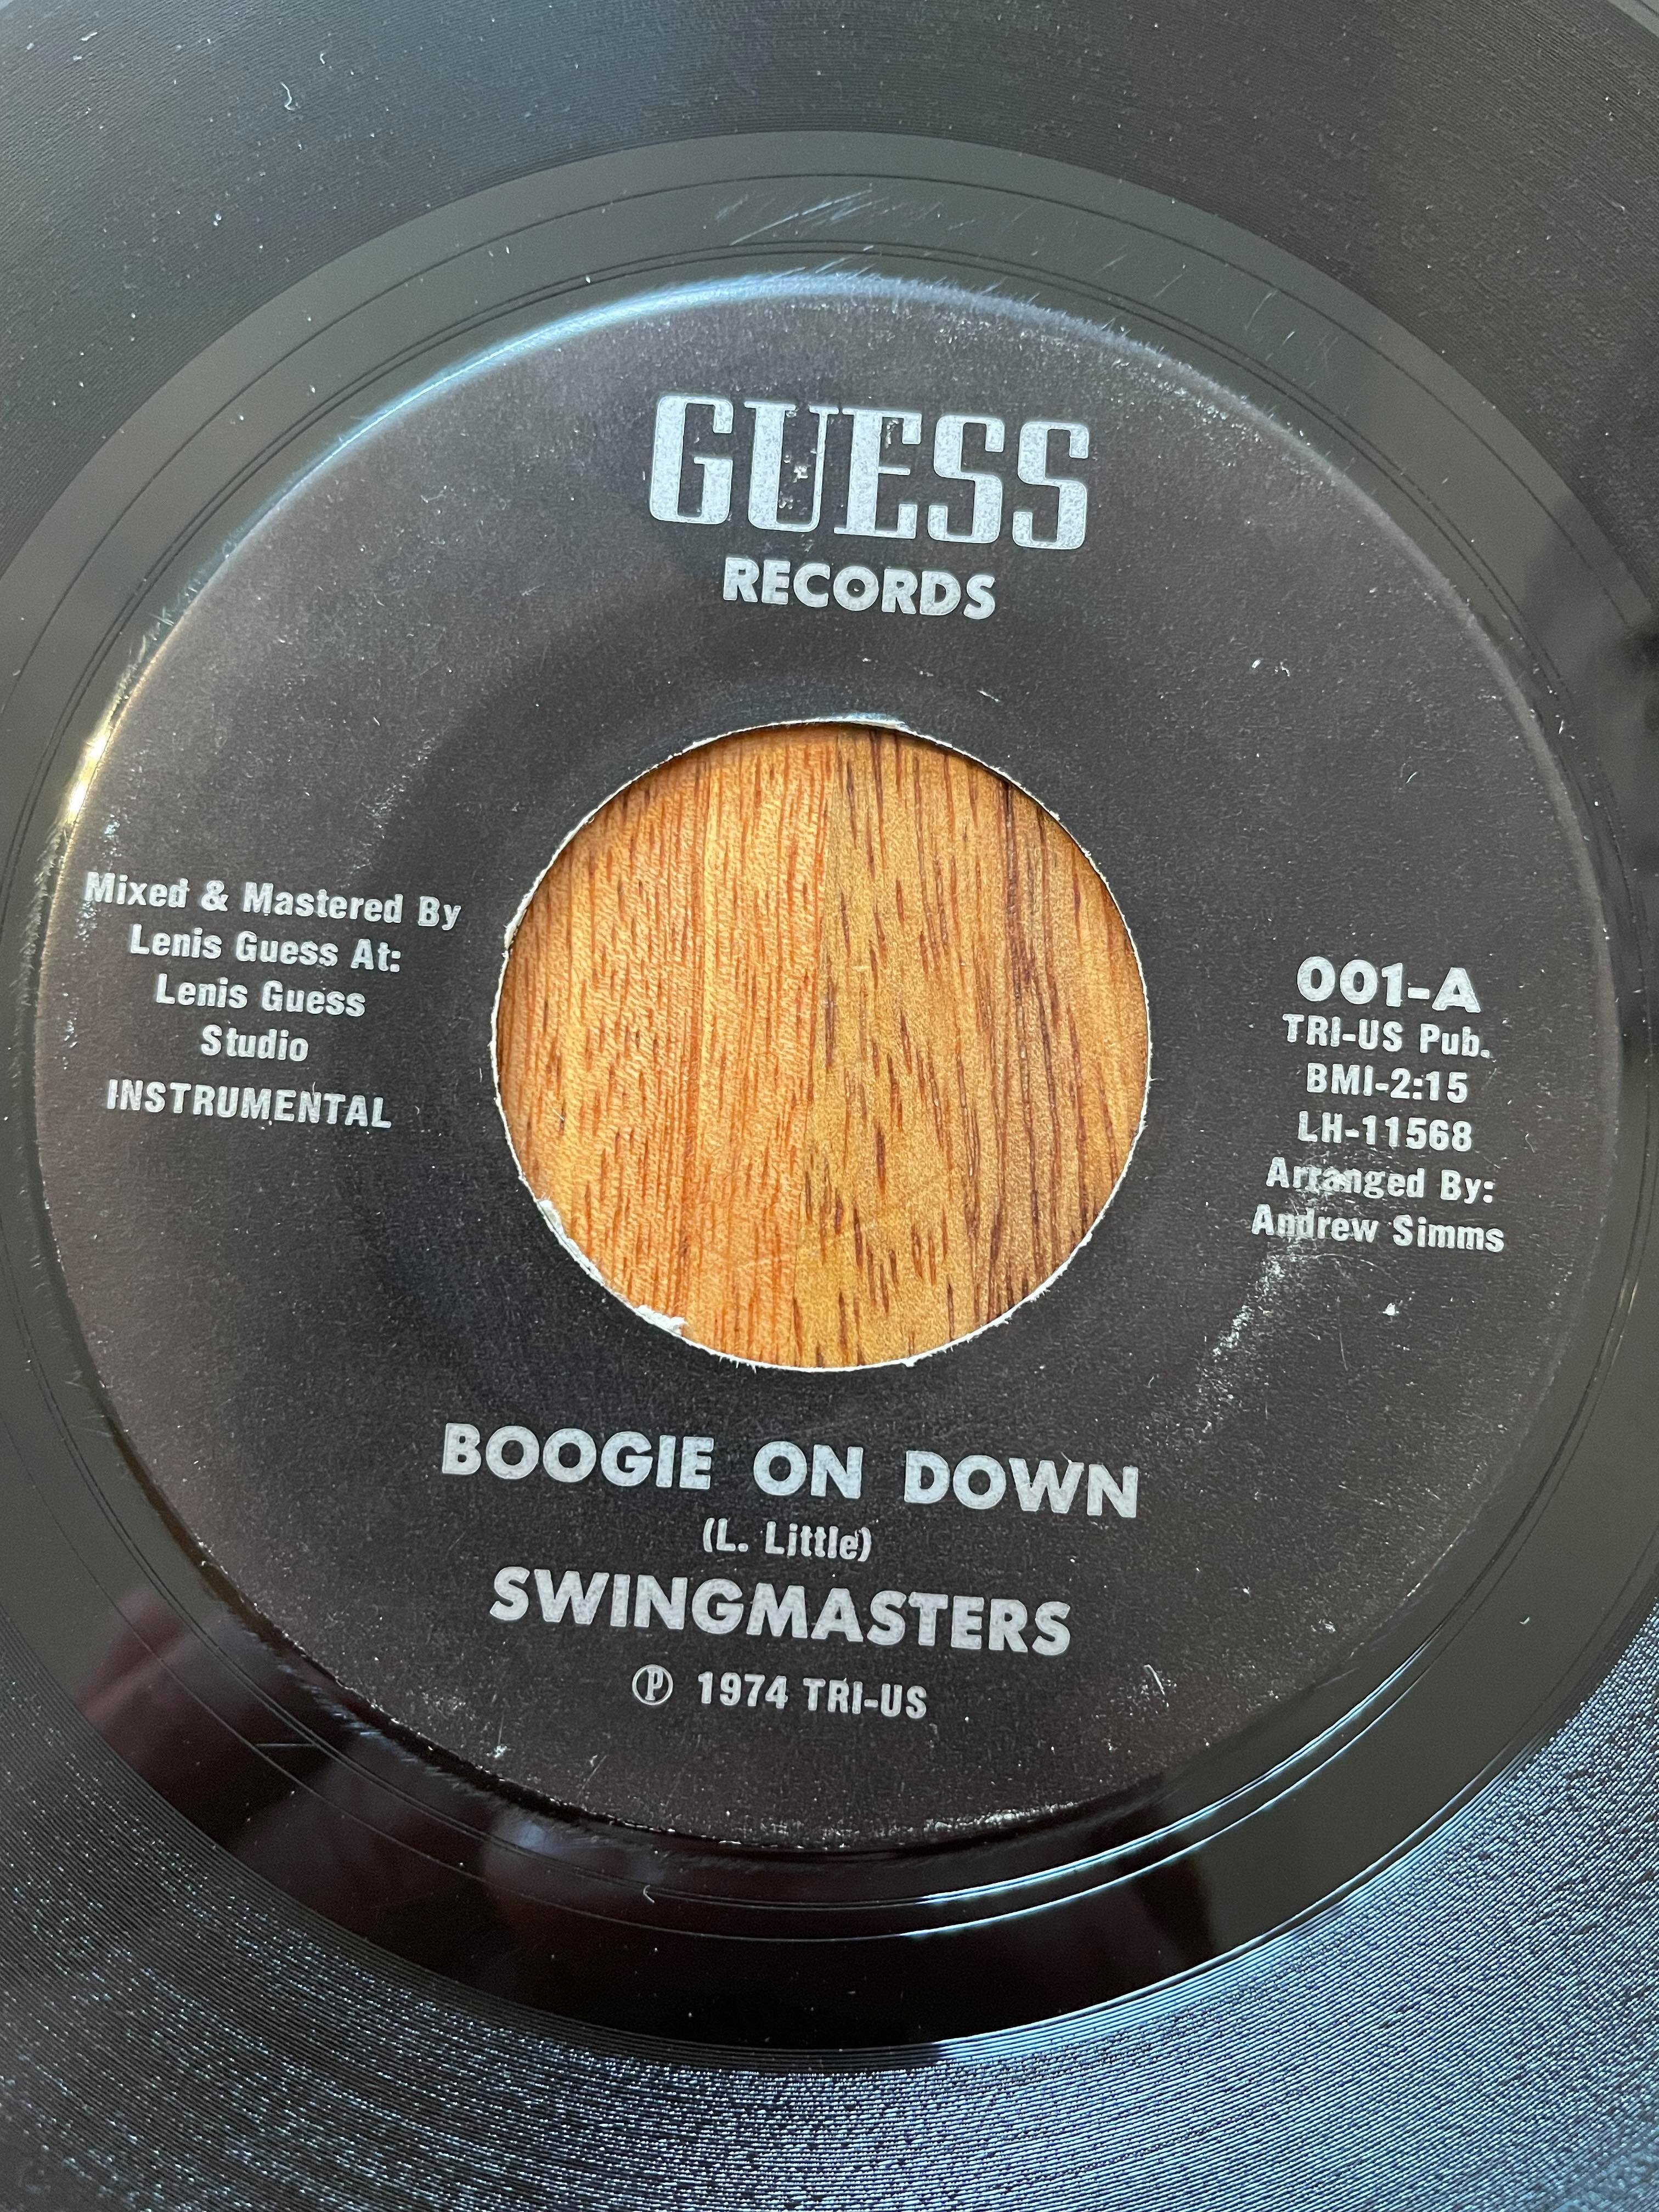 GUESS
RECORDS
Mixed & Mastered By
Lenis Guess At:
Lenis Guess
Studio
INSTRUMENTAL
001-A
TRI-US Pub.
BMI-2:15
LH-11568
Arranged By:
Andrew Simms
BOOGIE ON DOWN
(L. Little)
SWINGMASTERS
℗ 1974 TRI-US